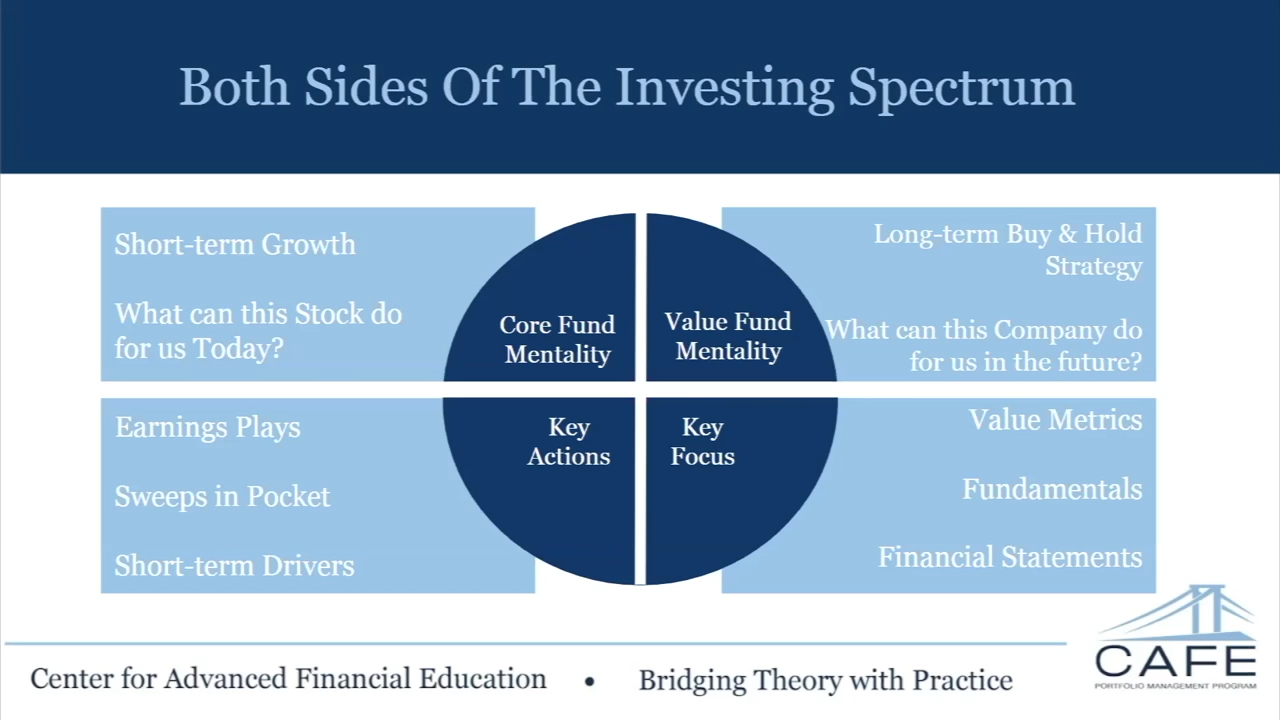 Both Sides Of The Investing Spectrum
Short-term Growth
What can this Stock do
for us Today?
Core Fund
Mentality
Value Fund
Mentality
Long-term Buy & Hold
Strategy
What can this Company do
for us in the future?
Earnings Plays
Sweeps in Pocket
Short-term Drivers
Key
Actions
Key
Focus
Value Metrics
Fundamentals
Financial Statements
Center for Advanced Financial Education • Bridging Theory with Practice
CAFE
PORTFOLIO MANAGEMENT PROGRAM